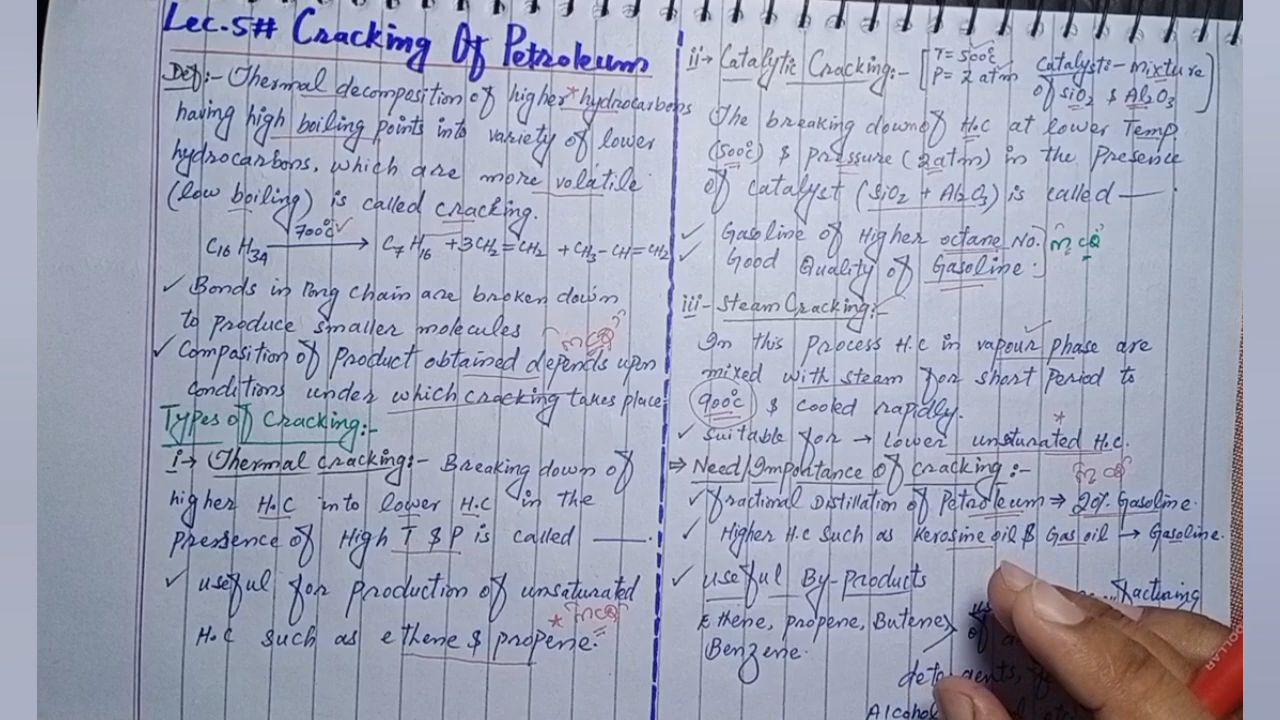 Lec.5# Cracking Of Petroleum
Def:- Thermal decomposition of higher * hydrocarbons
having high boiling points into variety of lower
hydrocarbons, which are more volatile
(low boiling) is called cracking.
C16 H34 —700°C→ C7 H16 + 3CH2=CH2 + CH3-CH=CH2
✓ Bonds in long chain are broken down
to produce smaller molecules
"mcQ"
✓ Composition of product obtained depends upon
conditions under which cracking takes place
Types of Cracking:-
i→ Thermal cracking:- Breaking down of
higher H.C into lower H.C in the
presence of High T & P is called ——.
✓ useful for production of unsaturated
* "mcQ"
H.C such as ethene & propene.
ii→ Catalytic Cracking:- [T = 500°C Catalysts-mixture
P = 2 atm of SiO2 & Al2O3]
The breaking down of H.C at lower Temp
(500°C) & pressure (2atm) in the presence
of catalyst (SiO2 + Al2O3) is called —.
✓ Gasoline of Higher octane No. "mcQ"
✓ Good Quality of Gasoline.
iii- Steam Cracking:-
In this process H.C in vapour phase are
mixed with steam for short period to
900°C & cooled rapidly.
✓ Suitable for → Lower unsaturated H.C. *
⇒ Need/Importance of cracking:- "mcQ"
✓ fractional Distillation of Petroleum ⇒ 20% Gasoline.
✓ Higher H.C such as Kerosine oil & Gas oil → Gasoline.
✓ useful By-products
Ethene, propene, Butene,
Benzene.
Alcohol
DOLLAR